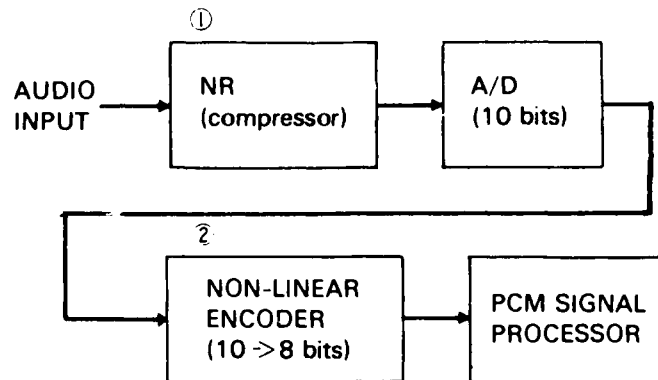 ①
AUDIO
INPUT
NR
(compressor)
A/D
(10 bits)
②
NON-LINEAR
ENCODER
(10 -> 8 bits)
PCM SIGNAL
PROCESSOR